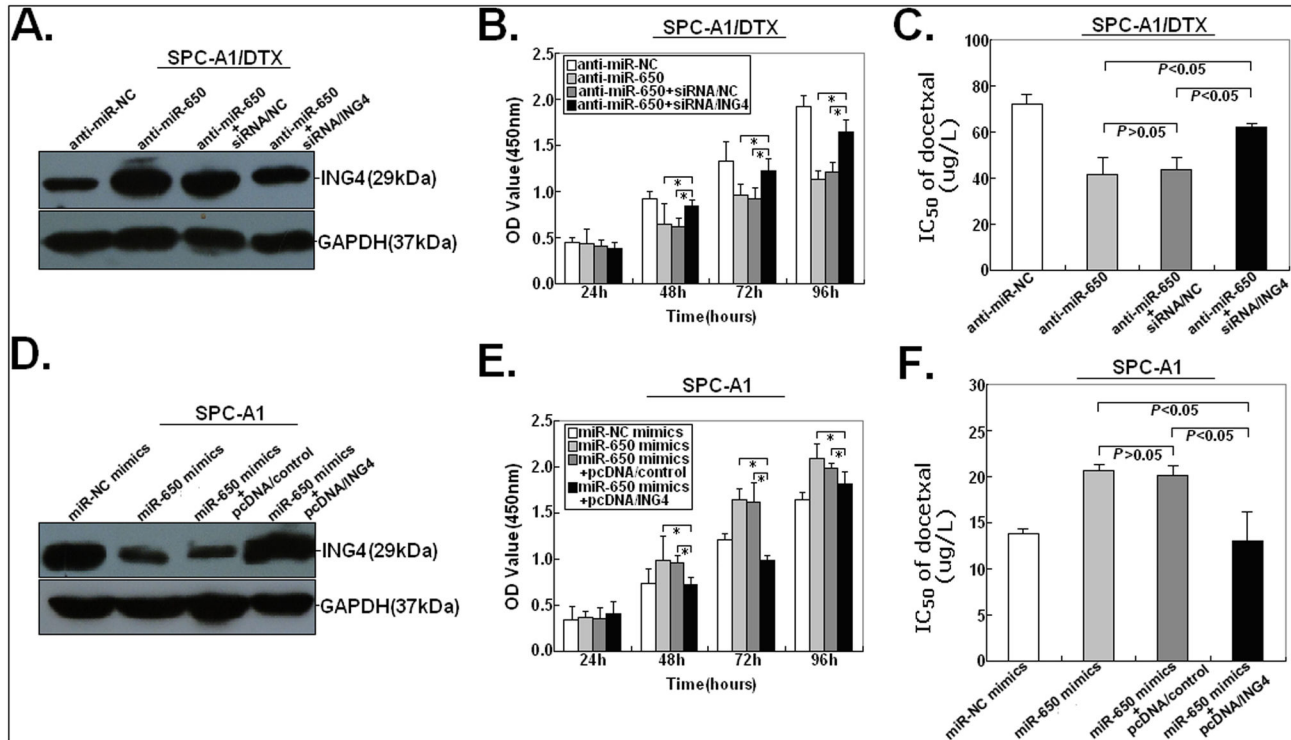 A.
SPC-A1/DTX
anti-miR-NC
anti-miR-650
anti-miR-650
+
siRNA/NC
anti-miR-650
+
siRNA/ING4
ING4(29kDa)
GAPDH(37kDa)
B.
SPC-A1/DTX
2.5
2.0
1.5
1.0
0.5
0.0
OD Value(450nm)
anti-miR-NC
anti-miR-650
anti-miR-650+siRNA/NC
anti-miR-650+siRNA/ING4
*
*
*
*
*
*
24h
48h
72h
96h
Time(hours)
C.
SPC-A1/DTX
100
80
60
40
20
0
IC50 of docetxal
(ug/L)
P<0.05
P<0.05
P>0.05
anti-miR-NC
anti-miR-650
anti-miR-650
+
siRNA/NC
anti-miR-650
+
siRNA/ING4
D.
SPC-A1
miR-NC mimics
miR-650 mimics
miR-650 mimics
+
pcDNA/control
miR-650 mimics
+
pcDNA/ING4
ING4(29kDa)
GAPDH(37kDa)
E.
SPC-A1
2.5
2.0
1.5
1.0
0.5
0.0
OD Value(450nm)
miR-NC mimics
miR-650 mimics
miR-650 mimics
+pcDNA/control
miR-650 mimics
+pcDNA/ING4
*
*
*
*
*
*
24h
48h
72h
96h
Time(hours)
F.
SPC-A1
30
25
20
15
10
5
0
IC50 of docetxal
(ug/L)
P<0.05
P<0.05
P>0.05
miR-NC mimics
miR-650 mimics
miR-650 mimics
+
pcDNA/control
miR-650 mimics
+
pcDNA/ING4